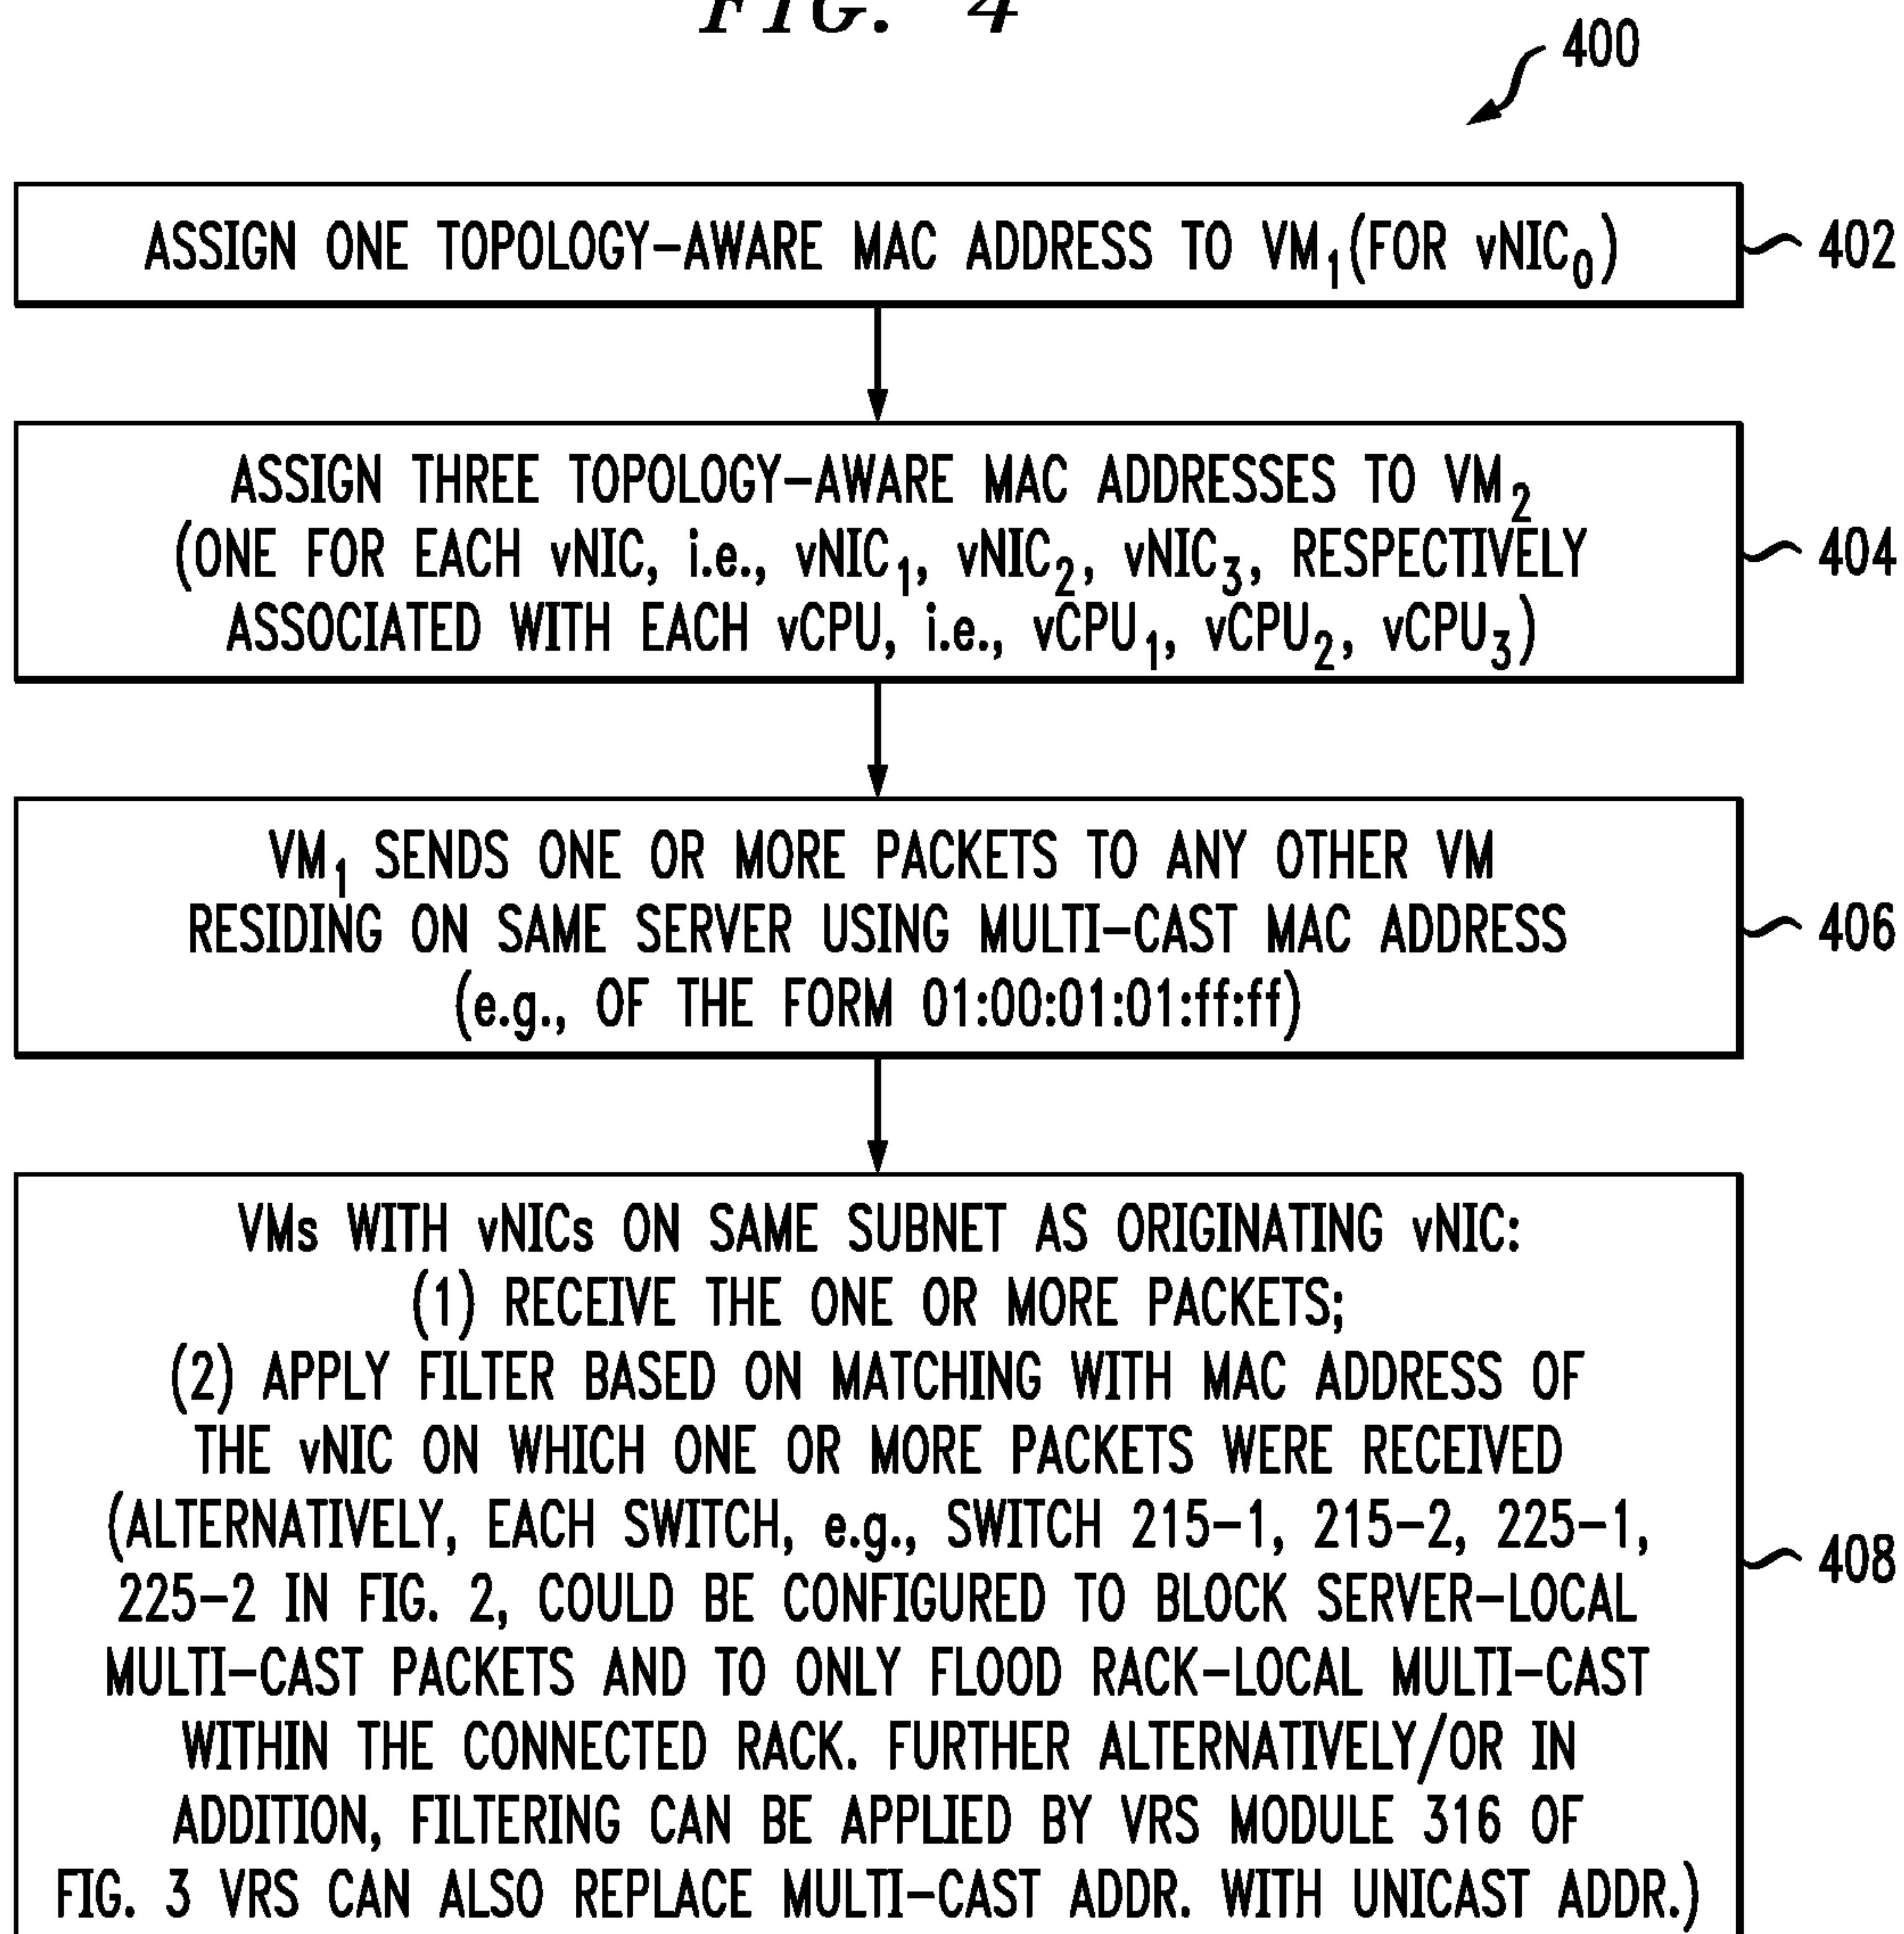 FIG. 4
400
ASSIGN ONE TOPOLOGY-AWARE MAC ADDRESS TO VM₁(FOR vNIC₀)
402
ASSIGN THREE TOPOLOGY-AWARE MAC ADDRESSES TO VM₂
(ONE FOR EACH vNIC, i.e., vNIC₁, vNIC₂, vNIC₃, RESPECTIVELY
ASSOCIATED WITH EACH vCPU, i.e., vCPU₁, vCPU₂, vCPU₃)
404
VM₁ SENDS ONE OR MORE PACKETS TO ANY OTHER VM
RESIDING ON SAME SERVER USING MULTI-CAST MAC ADDRESS
(e.g., OF THE FORM 01:00:01:01:ff:ff)
406
VMs WITH vNICs ON SAME SUBNET AS ORIGINATING vNIC:
(1) RECEIVE THE ONE OR MORE PACKETS;
(2) APPLY FILTER BASED ON MATCHING WITH MAC ADDRESS OF
THE vNIC ON WHICH ONE OR MORE PACKETS WERE RECEIVED
(ALTERNATIVELY, EACH SWITCH, e.g., SWITCH 215-1, 215-2, 225-1,
225-2 IN FIG. 2, COULD BE CONFIGURED TO BLOCK SERVER-LOCAL
MULTI-CAST PACKETS AND TO ONLY FLOOD RACK-LOCAL MULTI-CAST
WITHIN THE CONNECTED RACK. FURTHER ALTERNATIVELY/OR IN
ADDITION, FILTERING CAN BE APPLIED BY VRS MODULE 316 OF
FIG. 3 VRS CAN ALSO REPLACE MULTI-CAST ADDR. WITH UNICAST ADDR.)
408